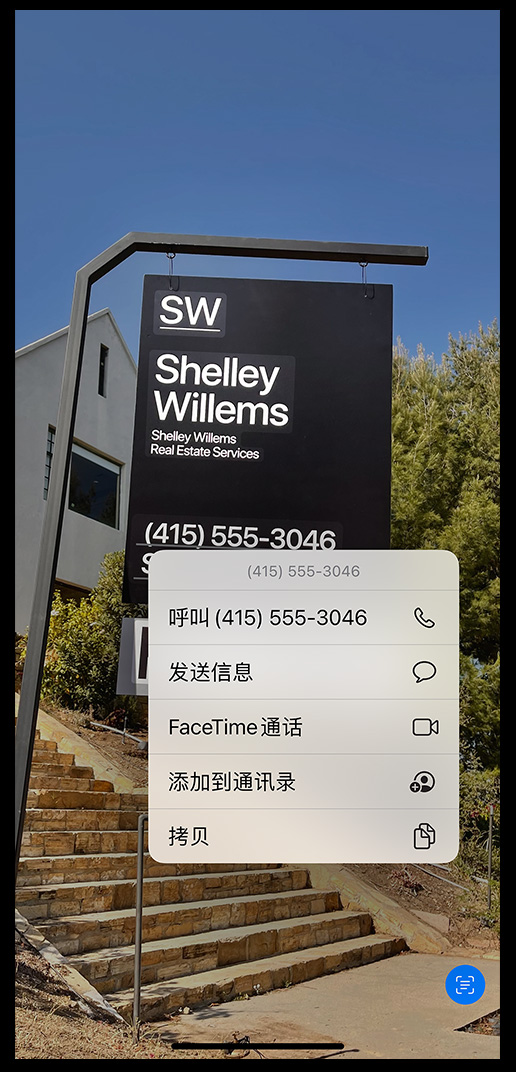 SW
Shelley
Willems
Shelley Willems
Real Estate Services
(415) 555-3046
(415) 555-3046
呼叫 (415) 555-3046
发送信息
FaceTime通话
添加到通讯录
拷贝